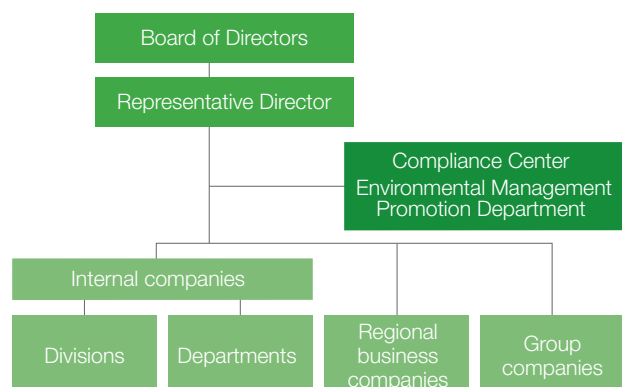 Board of Directors
Representative Director
Compliance Center
Environmental Management
Promotion Department
Internal companies
Divisions
Departments
Regional
business
companies
Group
companies